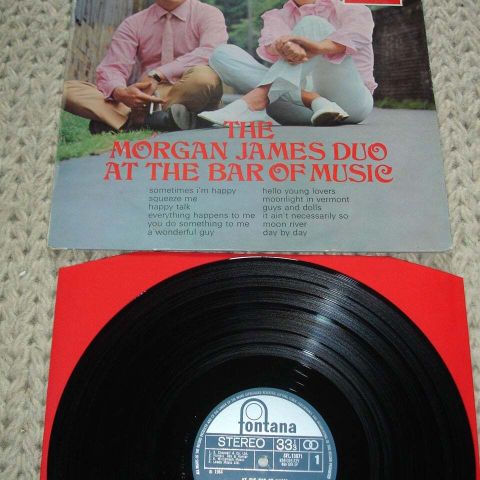 THE
MORGAN JAMES DUO
AT THE BAR OF MUSIC
sometimes i'm happy
squeeze me
happy talk
everything happens to me
you do something to me
a wonderful guy
hello young lovers
moonlight in vermont
guys and dolls
it ain't necessarily so
moon river
day by day
fontana
STEREO 33⅓
1